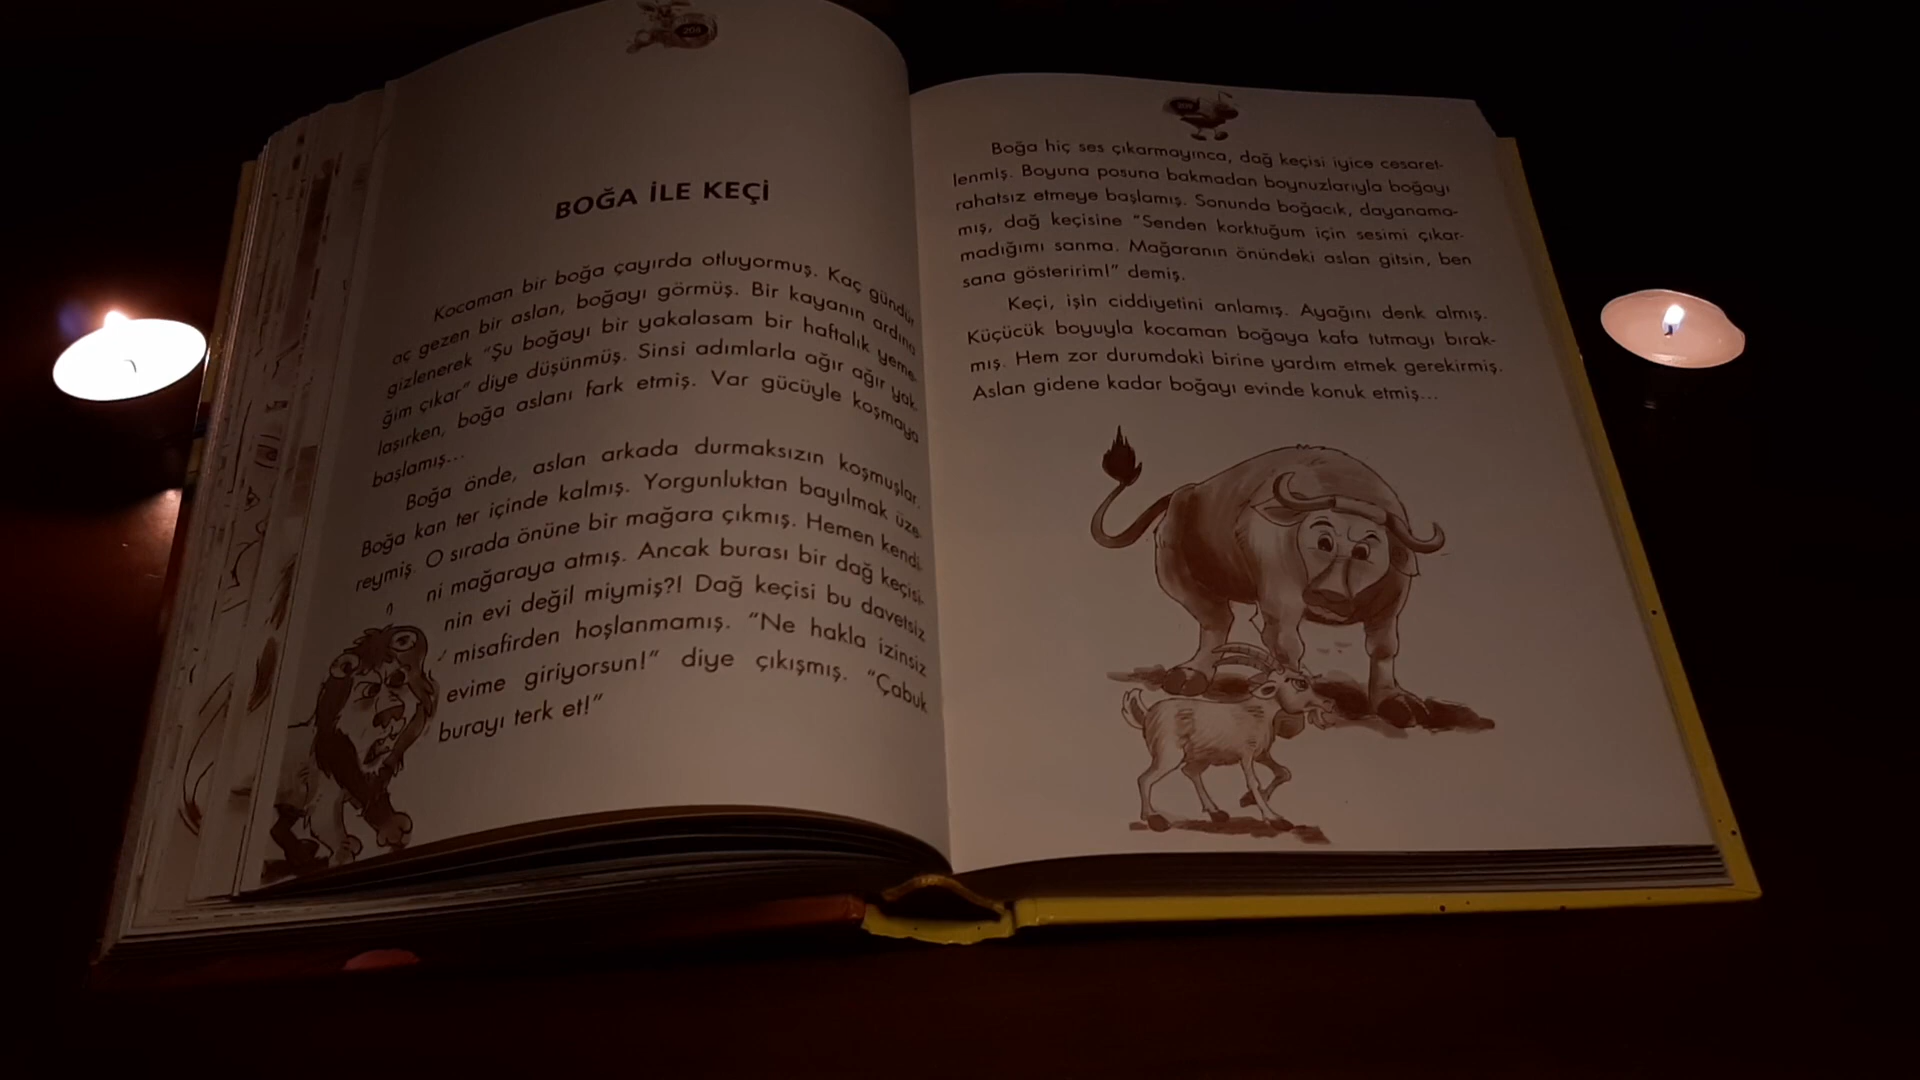 208
BOĞA İLE KEÇİ
Kocaman bir boğa çayırda otluyormuş. Kaç gündür
aç gezen bir aslan, boğayı görmüş. Bir kayanın ardına
gizlenerek “Şu boğayı bir yakalasam bir haftalık yeme-
ğim çıkar” diye düşünmüş. Sinsi adımlarla ağır ağır yak-
laşırken, boğa aslanı fark etmiş. Var gücüyle koşmaya
başlamış...
Boğa önde, aslan arkada durmaksızın koşmuşlar.
Boğa kan ter içinde kalmış. Yorgunluktan bayılmak üze-
reymiş. O sırada önüne bir mağara çıkmış. Hemen kendi-
ni mağaraya atmış. Ancak burası bir dağ keçisi-
nin evi değil miymiş?! Dağ keçisi bu davetsiz
misafirden hoşlanmamış. “Ne hakla izinsiz
evime giriyorsun!” diye çıkışmış. “Çabuk
burayı terk et!”
Boğa hiç ses çıkarmayınca, dağ keçisi iyice cesaret-
lenmiş. Boyuna posuna bakmadan boynuzlarıyla boğayı
rahatsız etmeye başlamış. Sonunda boğacık, dayanama-
mış, dağ keçisine “Senden korktuğum için sesimi çıkar-
madığımı sanma. Mağaranın önündeki aslan gitsin, ben
sana gösteririm!” demiş.
Keçi, işin ciddiyetini anlamış. Ayağını denk almış.
Küçücük boyuyla kocaman boğaya kafa tutmayı bırak-
mış. Hem zor durumdaki birine yardım etmek gerekirmiş.
Aslan gidene kadar boğayı evinde konuk etmiş...